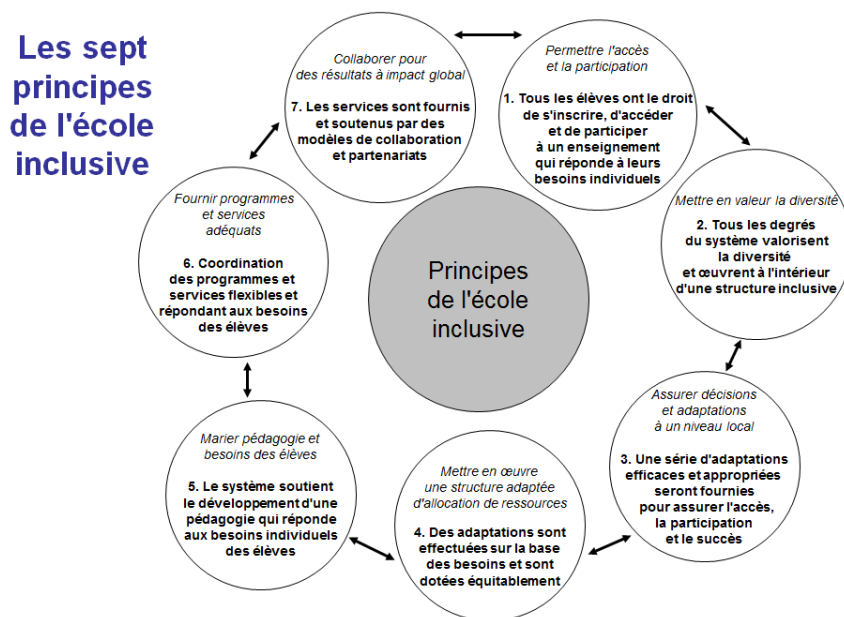 Les sept
principes
de l'école
inclusive
Permettre l'accès
et la participation
1. Tous les élèves ont le droit
de s'inscrire, d'accéder
et de participer
à un enseignement
qui réponde à leurs
besoins individuels
Mettre en valeur la diversité
2. Tous les degrés
du système valorisent
la diversité
et œuvrent à l'intérieur
d'une structure inclusive
Assurer décisions
et adaptations
à un niveau local
3. Une série d'adaptations
efficaces et appropriées
seront fournies
pour assurer l'accès,
la participation
et le succès
Mettre en œuvre
une structure adaptée
d'allocation de ressources
4. Des adaptations sont
effectuées sur la base
des besoins et sont
dotées équitablement
Marier pédagogie et
besoins des élèves
5. Le système soutient
le développement d'une
pédagogie qui réponde
aux besoins individuels
des élèves
Fournir programmes
et services
adéquats
6. Coordination
des programmes et
services flexibles et
répondant aux besoins
des élèves
Collaborer pour
des résultats à impact global
7. Les services sont fournis
et soutenus par des
modèles de collaboration
et partenariats
Principes
de l'école
inclusive